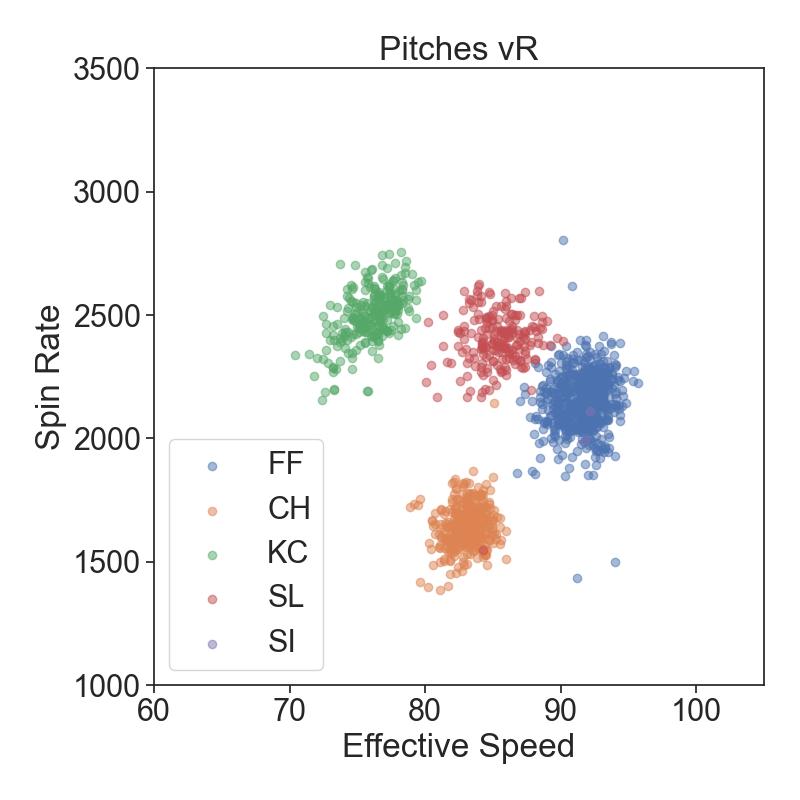 Pitches vR
3500
3000
2500
2000
1500
1000
Spin Rate
FF
CH
KC
SL
SI
60 70 80 90 100
Effective Speed